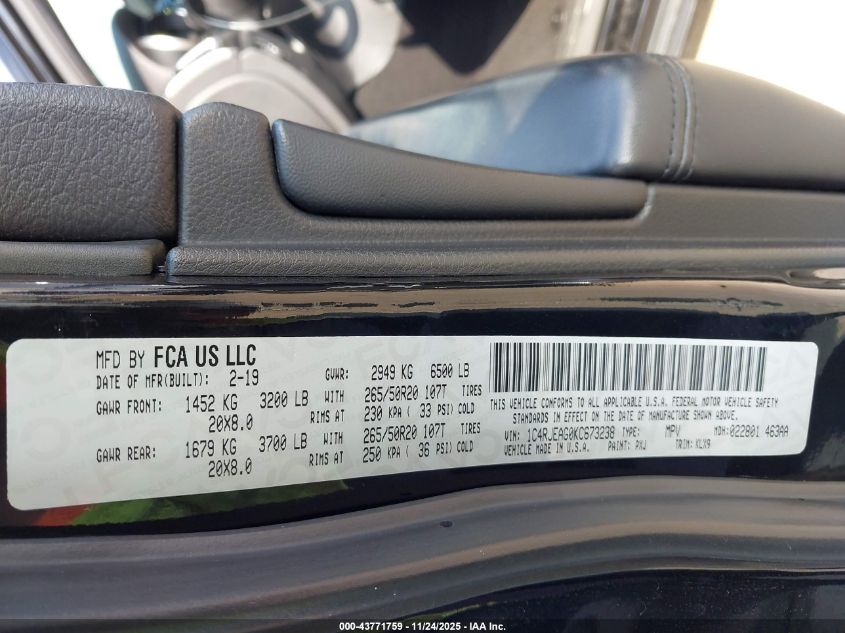 MFD BY FCA US LLC
DATE OF MFR(BUILT): 2-19 GVWR: 2949 KG 6500 LB
GAWR FRONT: 1452 KG 3200 LB WITH 265/50R20 107T TIRES
20X8.0 RIMS AT 230 KPA ( 33 PSI) COLD
GAWR REAR: 1679 KG 3700 LB WITH 265/50R20 107T TIRES
20X8.0 RIMS AT 250 KPA ( 36 PSI) COLD
THIS VEHICLE CONFORMS TO ALL APPLICABLE U.S.A. FEDERAL MOTOR VEHICLE SAFETY
STANDARDS IN EFFECT ON THE DATE OF MANUFACTURE SHOWN ABOVE.
VIN: 1C4RJEAG0KC673238 TYPE: MPV MDH: 022801 463AA
VEHICLE MADE IN U.S.A. PAINT: PXJ TRIM: KLX9
000-43771759 - 11/24/2025 - IAA Inc.